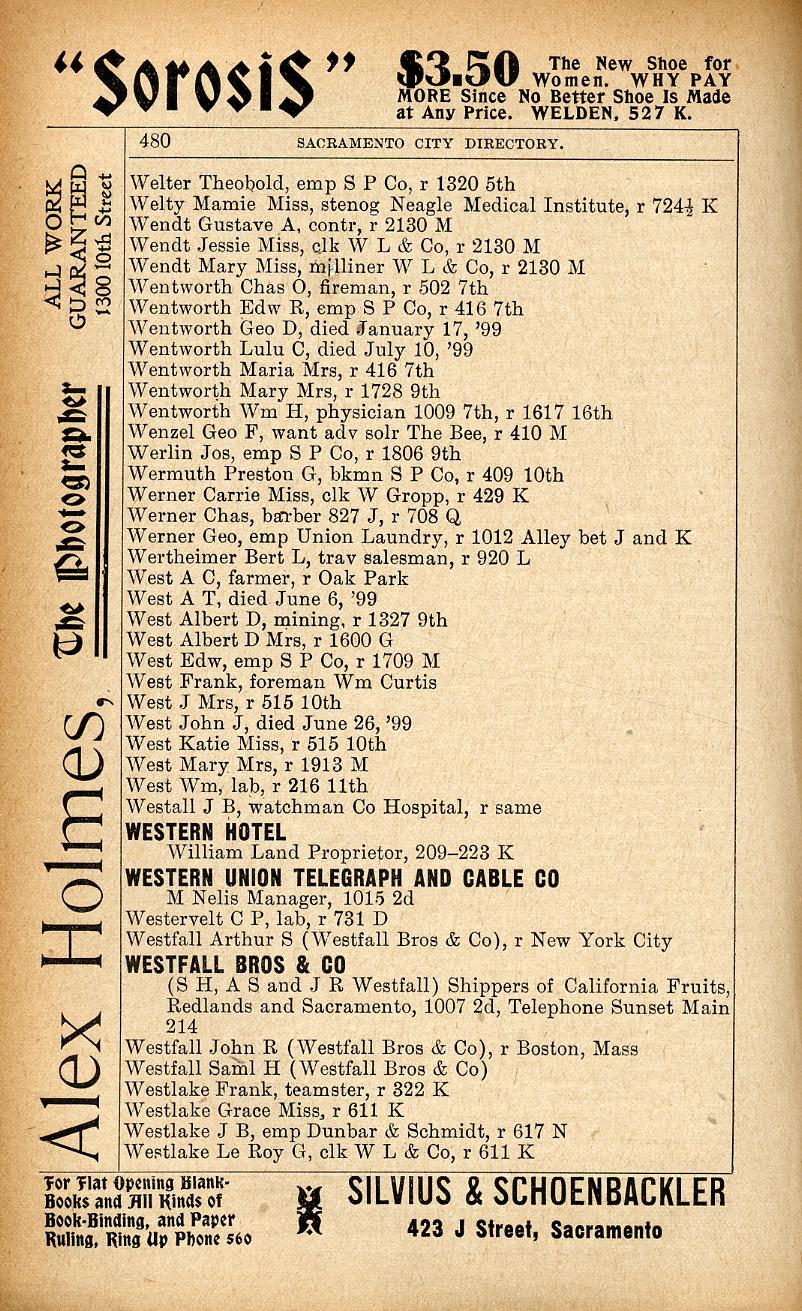 "Sorosis"
$3.50 The New Shoe for
Women. WHY PAY
MORE Since No Better Shoe Is Made
at Any Price. WELDEN, 527 K.
480 SACRAMENTO CITY DIRECTORY.
Welter Theobold, emp S P Co, r 1320 5th
Welty Mamie Miss, stenog Neagle Medical Institute, r 724½ K
Wendt Gustave A, contr, r 2130 M
Wendt Jessie Miss, clk W L & Co, r 2130 M
Wendt Mary Miss, milliner W L & Co, r 2130 M
Wentworth Chas O, fireman, r 502 7th
Wentworth Edw R, emp S P Co, r 416 7th
Wentworth Geo D, died January 17, '99
Wentworth Lulu C, died July 10, '99
Wentworth Maria Mrs, r 416 7th
Wentworth Mary Mrs, r 1728 9th
Wentworth Wm H, physician 1009 7th, r 1617 16th
Wenzel Geo F, want adv solr The Bee, r 410 M
Werlin Jos, emp S P Co, r 1806 9th
Wermuth Preston G, bkmn S P Co, r 409 10th
Werner Carrie Miss, clk W Gropp, r 429 K
Werner Chas, barber 827 J, r 708 Q
Werner Geo, emp Union Laundry, r 1012 Alley bet J and K
Wertheimer Bert L, trav salesman, r 920 L
West A C, farmer, r Oak Park
West A T, died June 6, '99
West Albert D, mining, r 1327 9th
West Albert D Mrs, r 1600 G
West Edw, emp S P Co, r 1709 M
West Frank, foreman Wm Curtis
West J Mrs, r 515 10th
West John J, died June 26, '99
West Katie Miss, r 515 10th
West Mary Mrs, r 1913 M
West Wm, lab, r 216 11th
Westall J B, watchman Co Hospital, r same
WESTERN HOTEL
William Land Proprietor, 209–223 K
WESTERN UNION TELEGRAPH AND CABLE CO
M Nelis Manager, 1015 2d
Westervelt C P, lab, r 731 D
Westfall Arthur S (Westfall Bros & Co), r New York City
WESTFALL BROS & CO
(S H, A S and J R Westfall) Shippers of California Fruits,
Redlands and Sacramento, 1007 2d, Telephone Sunset Main
214
Westfall John R (Westfall Bros & Co), r Boston, Mass
Westfall Saml H (Westfall Bros & Co)
Westlake Frank, teamster, r 322 K
Westlake Grace Miss, r 611 K
Westlake J B, emp Dunbar & Schmidt, r 617 N
Westlake Le Roy G, clk W L & Co, r 611 K
Alex Holmes, The Photographer
ALL WORK
GUARANTEED
1300 10th Street
For Flat Opening Blank-
Books and All Kinds of
Book-Binding, and Paper
Ruling, Ring Up Phone 560
SILVIUS & SCHOENBACKLER
423 J Street, Sacramento